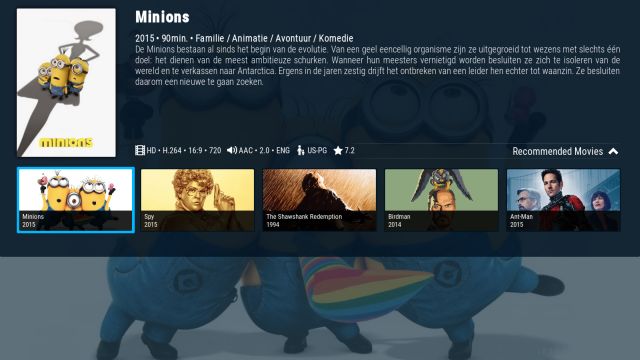 Minions
2015 • 90min. • Familie / Animatie / Avontuur / Komedie
De Minions bestaan al sinds het begin van de evolutie. Van een geel eencellig organisme zijn ze uitgegroeid tot wezens met slechts één
doel: het dienen van de meest ambitieuze schurken. Wanneer hun meesters vernietigd worden besluiten ze zich te isoleren van de
wereld en te verkassen naar Antarctica. Ergens in de jaren zestig drijft het ontbreken van een leider hen echter tot waanzin. Ze besluiten
daarom een nieuwe te gaan zoeken.
minions
HD • H.264 • 16:9 • 720 AAC • 2.0 • ENG US-PG 7.2
Recommended Movies
Minions
2015
Spy
2015
The Shawshank Redemption
1994
Birdman
2014
Ant-Man
2015